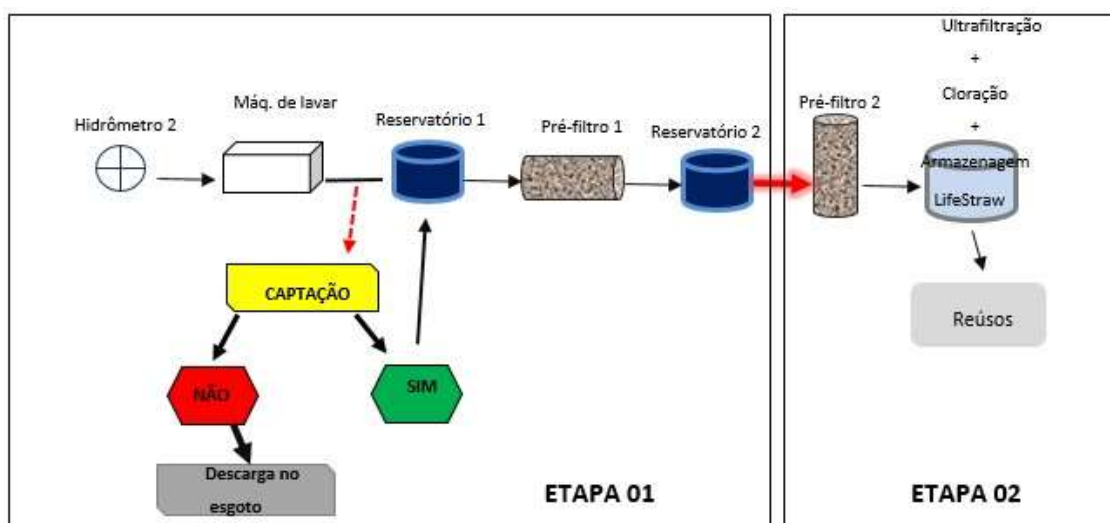 Hidrômetro 2
Máq. de lavar
Reservatório 1
Pré-filtro 1
Reservatório 2
CAPTAÇÃO
NÃO
SIM
Descarga no
esgoto
ETAPA 01
Ultrafiltração
+
Cloração
+
Armazenagem
LifeStraw
Pré-filtro 2
Reúsos
ETAPA 02